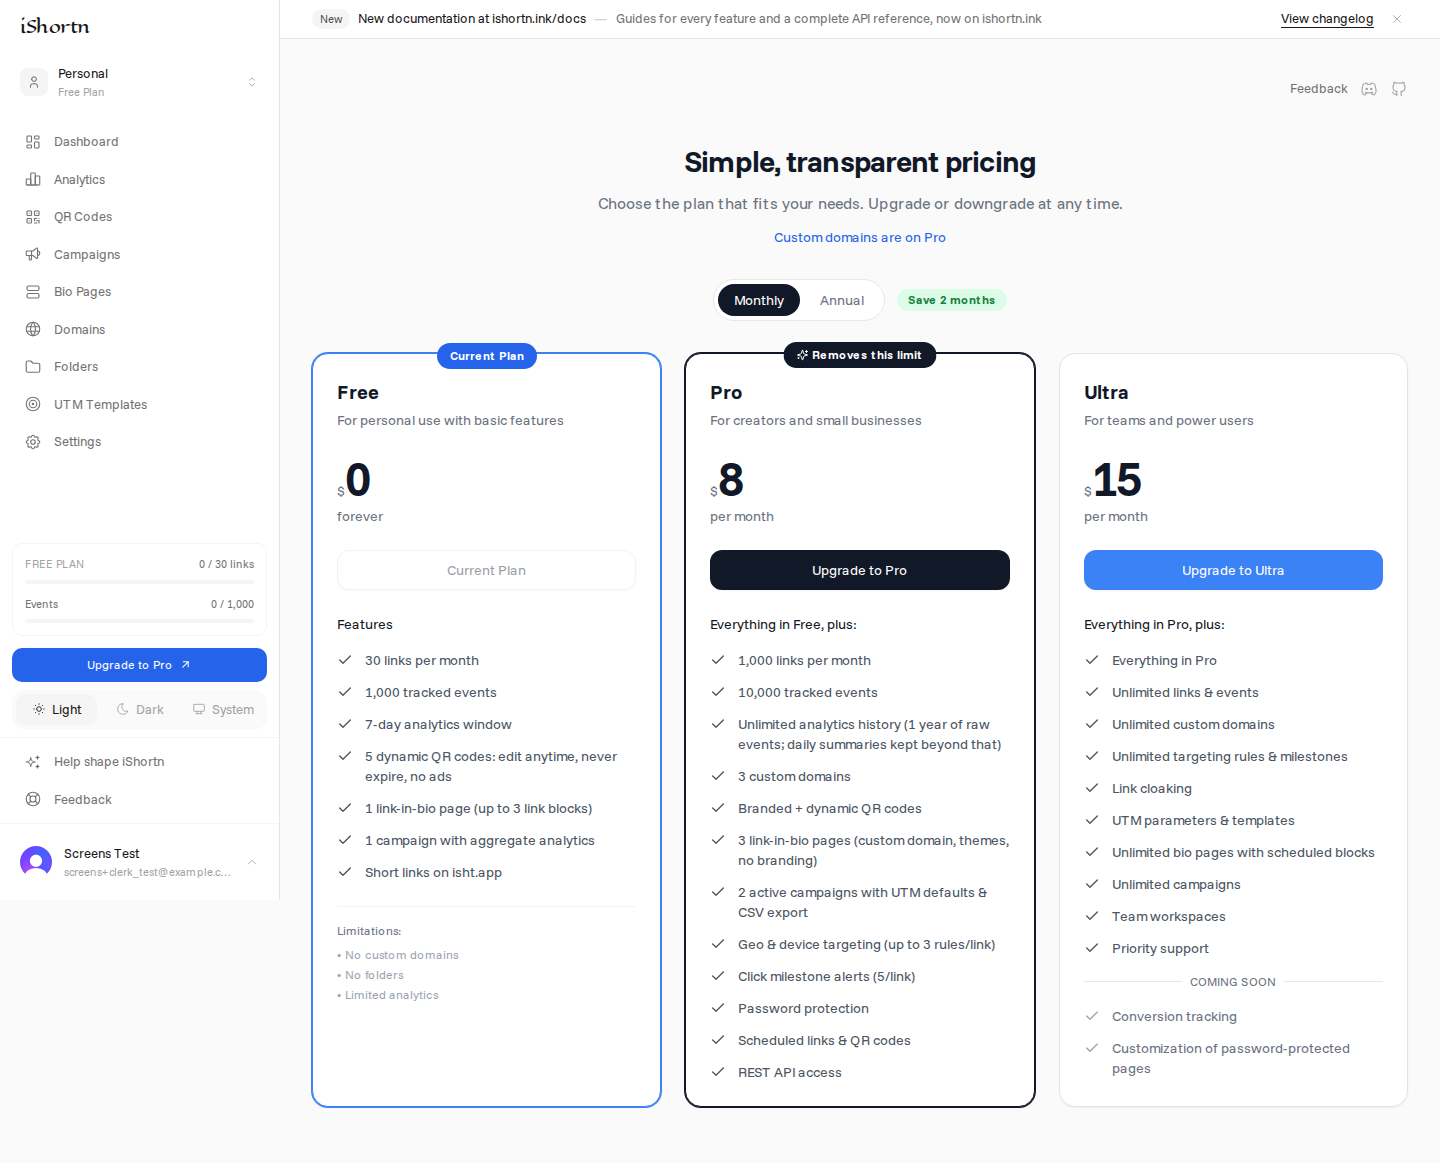 iShortn
Personal
Free Plan
Dashboard
Analytics
QR Codes
Campaigns
Bio Pages
Domains
Folders
UTM Templates
Settings
FREE PLAN 0 / 30 links
Events 0 / 1,000
Upgrade to Pro
Light Dark System
Help shape iShortn
Feedback
Screens Test
screens+clerk_test@example.c...
New New documentation at ishortn.ink/docs — Guides for every feature and a complete API reference, now on ishortn.ink View changelog
Feedback
Simple, transparent pricing
Choose the plan that fits your needs. Upgrade or downgrade at any time.
Custom domains are on Pro
Monthly Annual Save 2 months
Current Plan
Free
For personal use with basic features
$0
forever
Current Plan
Features
30 links per month
1,000 tracked events
7-day analytics window
5 dynamic QR codes: edit anytime, never
expire, no ads
1 link-in-bio page (up to 3 link blocks)
1 campaign with aggregate analytics
Short links on isht.app
Limitations:
• No custom domains
• No folders
• Limited analytics
Removes this limit
Pro
For creators and small businesses
$8
per month
Upgrade to Pro
Everything in Free, plus:
1,000 links per month
10,000 tracked events
Unlimited analytics history (1 year of raw
events; daily summaries kept beyond that)
3 custom domains
Branded + dynamic QR codes
3 link-in-bio pages (custom domain, themes,
no branding)
2 active campaigns with UTM defaults &
CSV export
Geo & device targeting (up to 3 rules/link)
Click milestone alerts (5/link)
Password protection
Scheduled links & QR codes
REST API access
Ultra
For teams and power users
$15
per month
Upgrade to Ultra
Everything in Pro, plus:
Everything in Pro
Unlimited links & events
Unlimited custom domains
Unlimited targeting rules & milestones
Link cloaking
UTM parameters & templates
Unlimited bio pages with scheduled blocks
Unlimited campaigns
Team workspaces
Priority support
COMING SOON
Conversion tracking
Customization of password-protected
pages